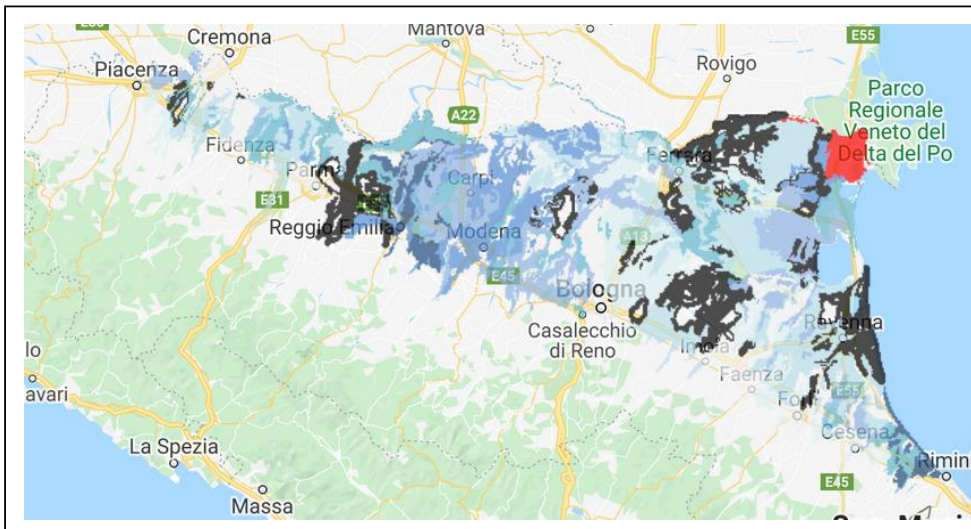 Cremona
Mantova
E55
Piacenza
Rovigo
Parco
Regionale
Veneto del
Delta del Po
A22
Fidenza
Ferrara
Parm
Carpi
E31
Reggio Emilia
Modena
A13
E45
Bologna
Ravenna
Casalecchio
di Reno
Imola
lo
Faenza
E55
avari
Forlì
Cesena
La Spezia
Rimin
E45
Massa